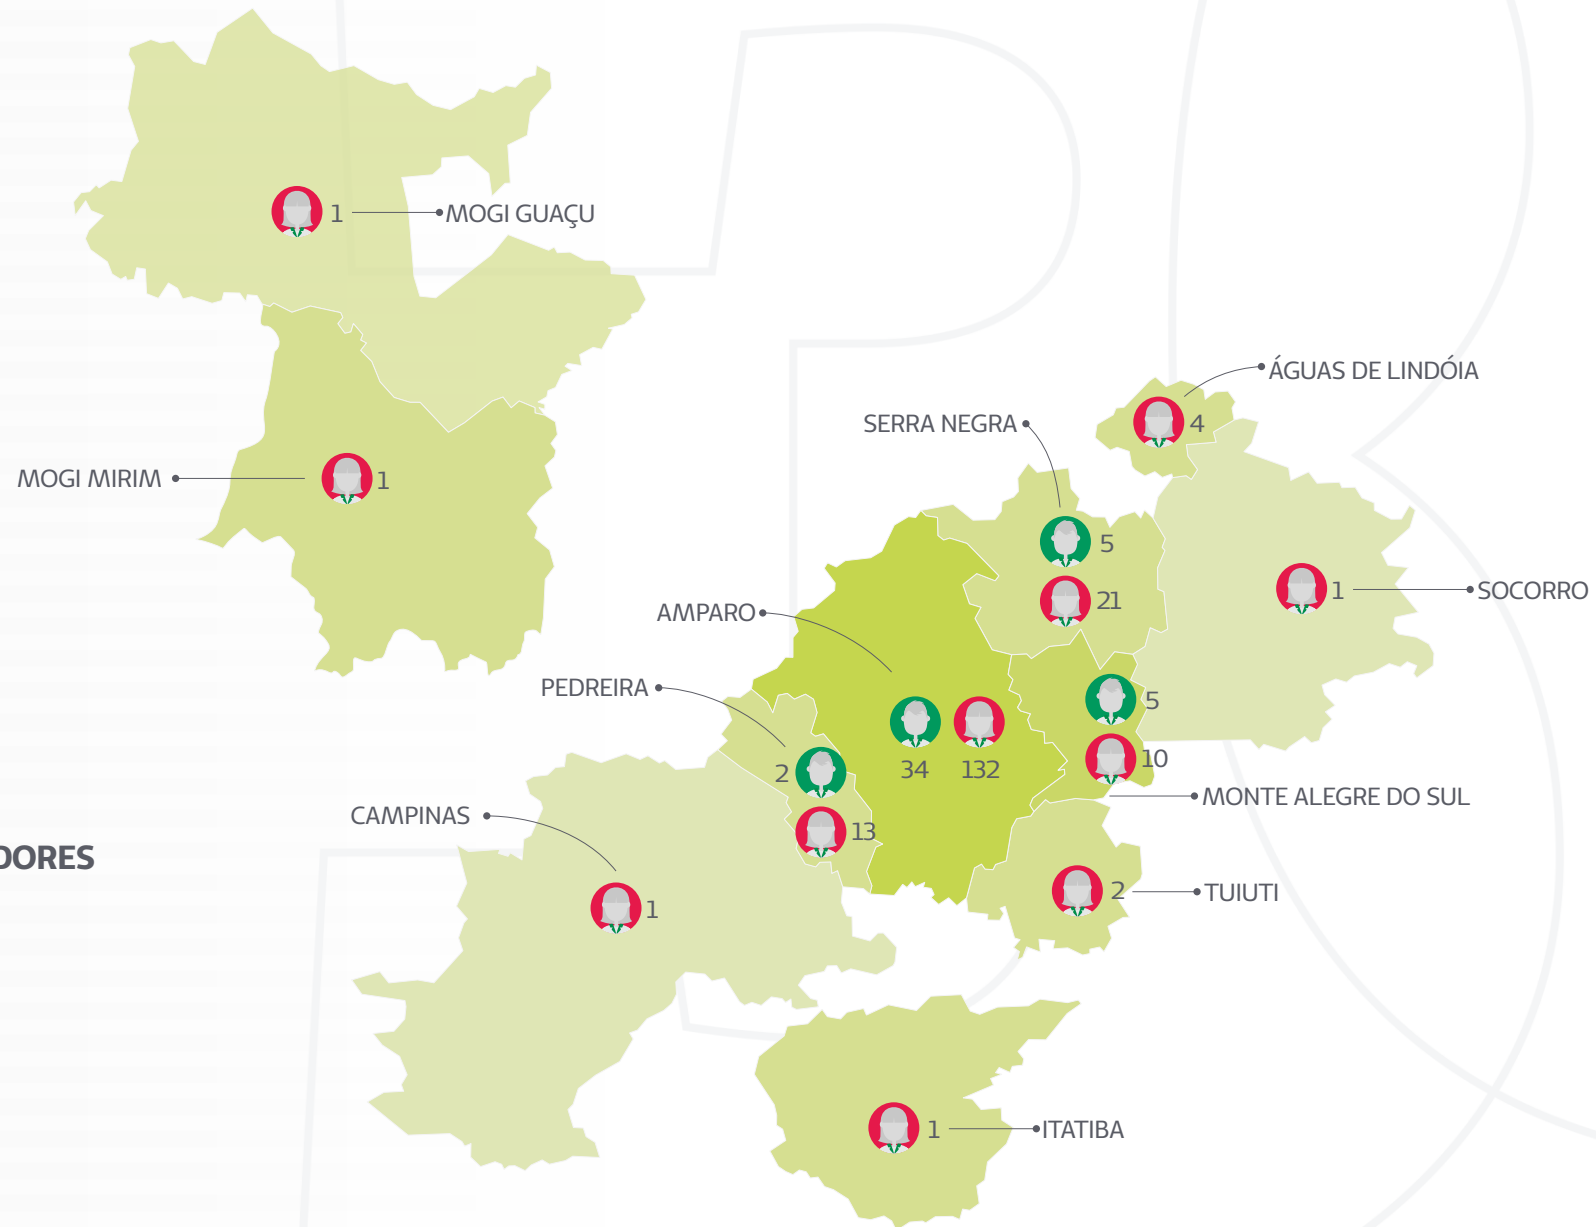 1
MOGI GUAÇU
ÁGUAS DE LINDÓIA
4
SERRA NEGRA
MOGI MIRIM
1
5
21
1
SOCORRO
AMPARO
PEDREIRA
5
34
132
10
2
MONTE ALEGRE DO SUL
CAMPINAS
13
DORES
2
TUIUTI
1
1
ITATIBA